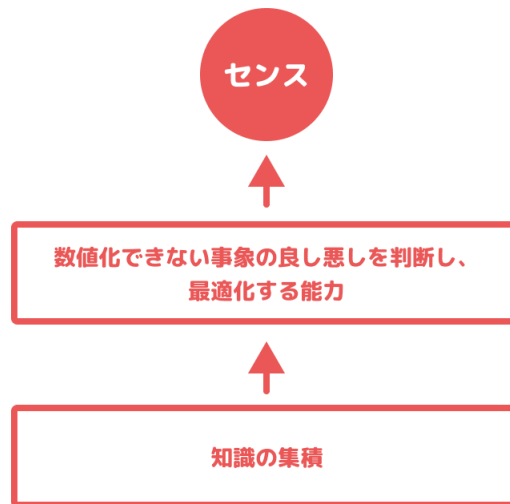 センス
数値化できない事象の良し悪しを判断し、
最適化する能力
知識の集積